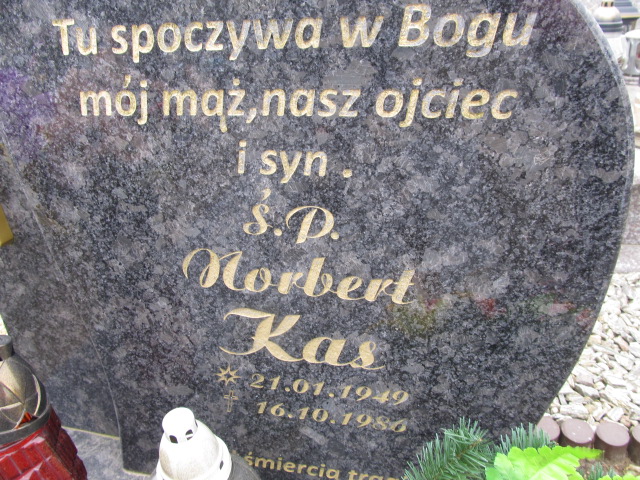 Tu spoczywa w Bogu
mój mąż,nasz ojciec
i syn .
Ś.P.
Norbert
Kas
21.01.1949
16.10.1986
śmiercią